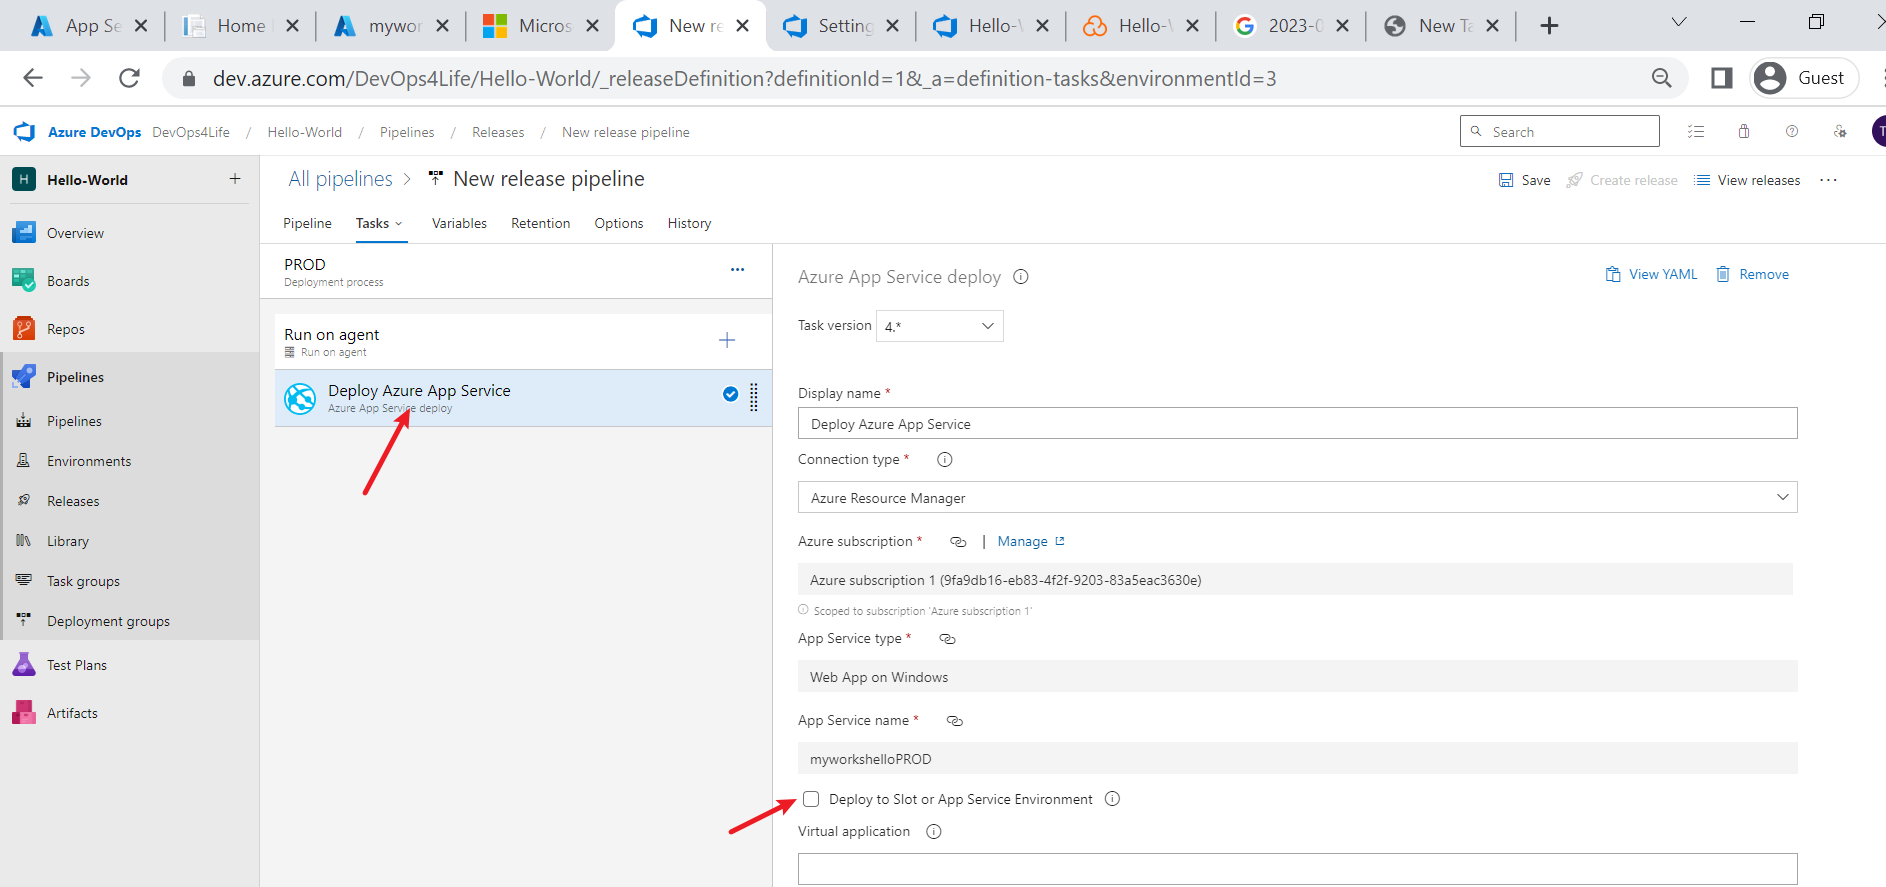 App Se
Home
mywor
Micros
New re
Setting
Hello-W
Hello-W
2023-0
New Ta
dev.azure.com/DevOps4Life/Hello-World/_releaseDefinition?definitionId=1&_a=definition-tasks&environmentId=3
Guest
Azure DevOps DevOps4Life / Hello-World / Pipelines / Releases / New release pipeline
Search
T
H Hello-World +
Overview
Boards
Repos
Pipelines
Pipelines
Environments
Releases
Library
Task groups
Deployment groups
Test Plans
Artifacts
All pipelines > New release pipeline
Save Create release View releases ...
Pipeline Tasks Variables Retention Options History
PROD
Deployment process
Run on agent
Run on agent
Deploy Azure App Service
Azure App Service deploy
Azure App Service deploy
View YAML Remove
Task version 4.*
Display name *
Deploy Azure App Service
Connection type *
Azure Resource Manager
Azure subscription * | Manage
Azure subscription 1 (9fa9db16-eb83-4f2f-9203-83a5eac3630e)
Scoped to subscription 'Azure subscription 1'
App Service type *
Web App on Windows
App Service name *
myworkshelloPROD
Deploy to Slot or App Service Environment
Virtual application